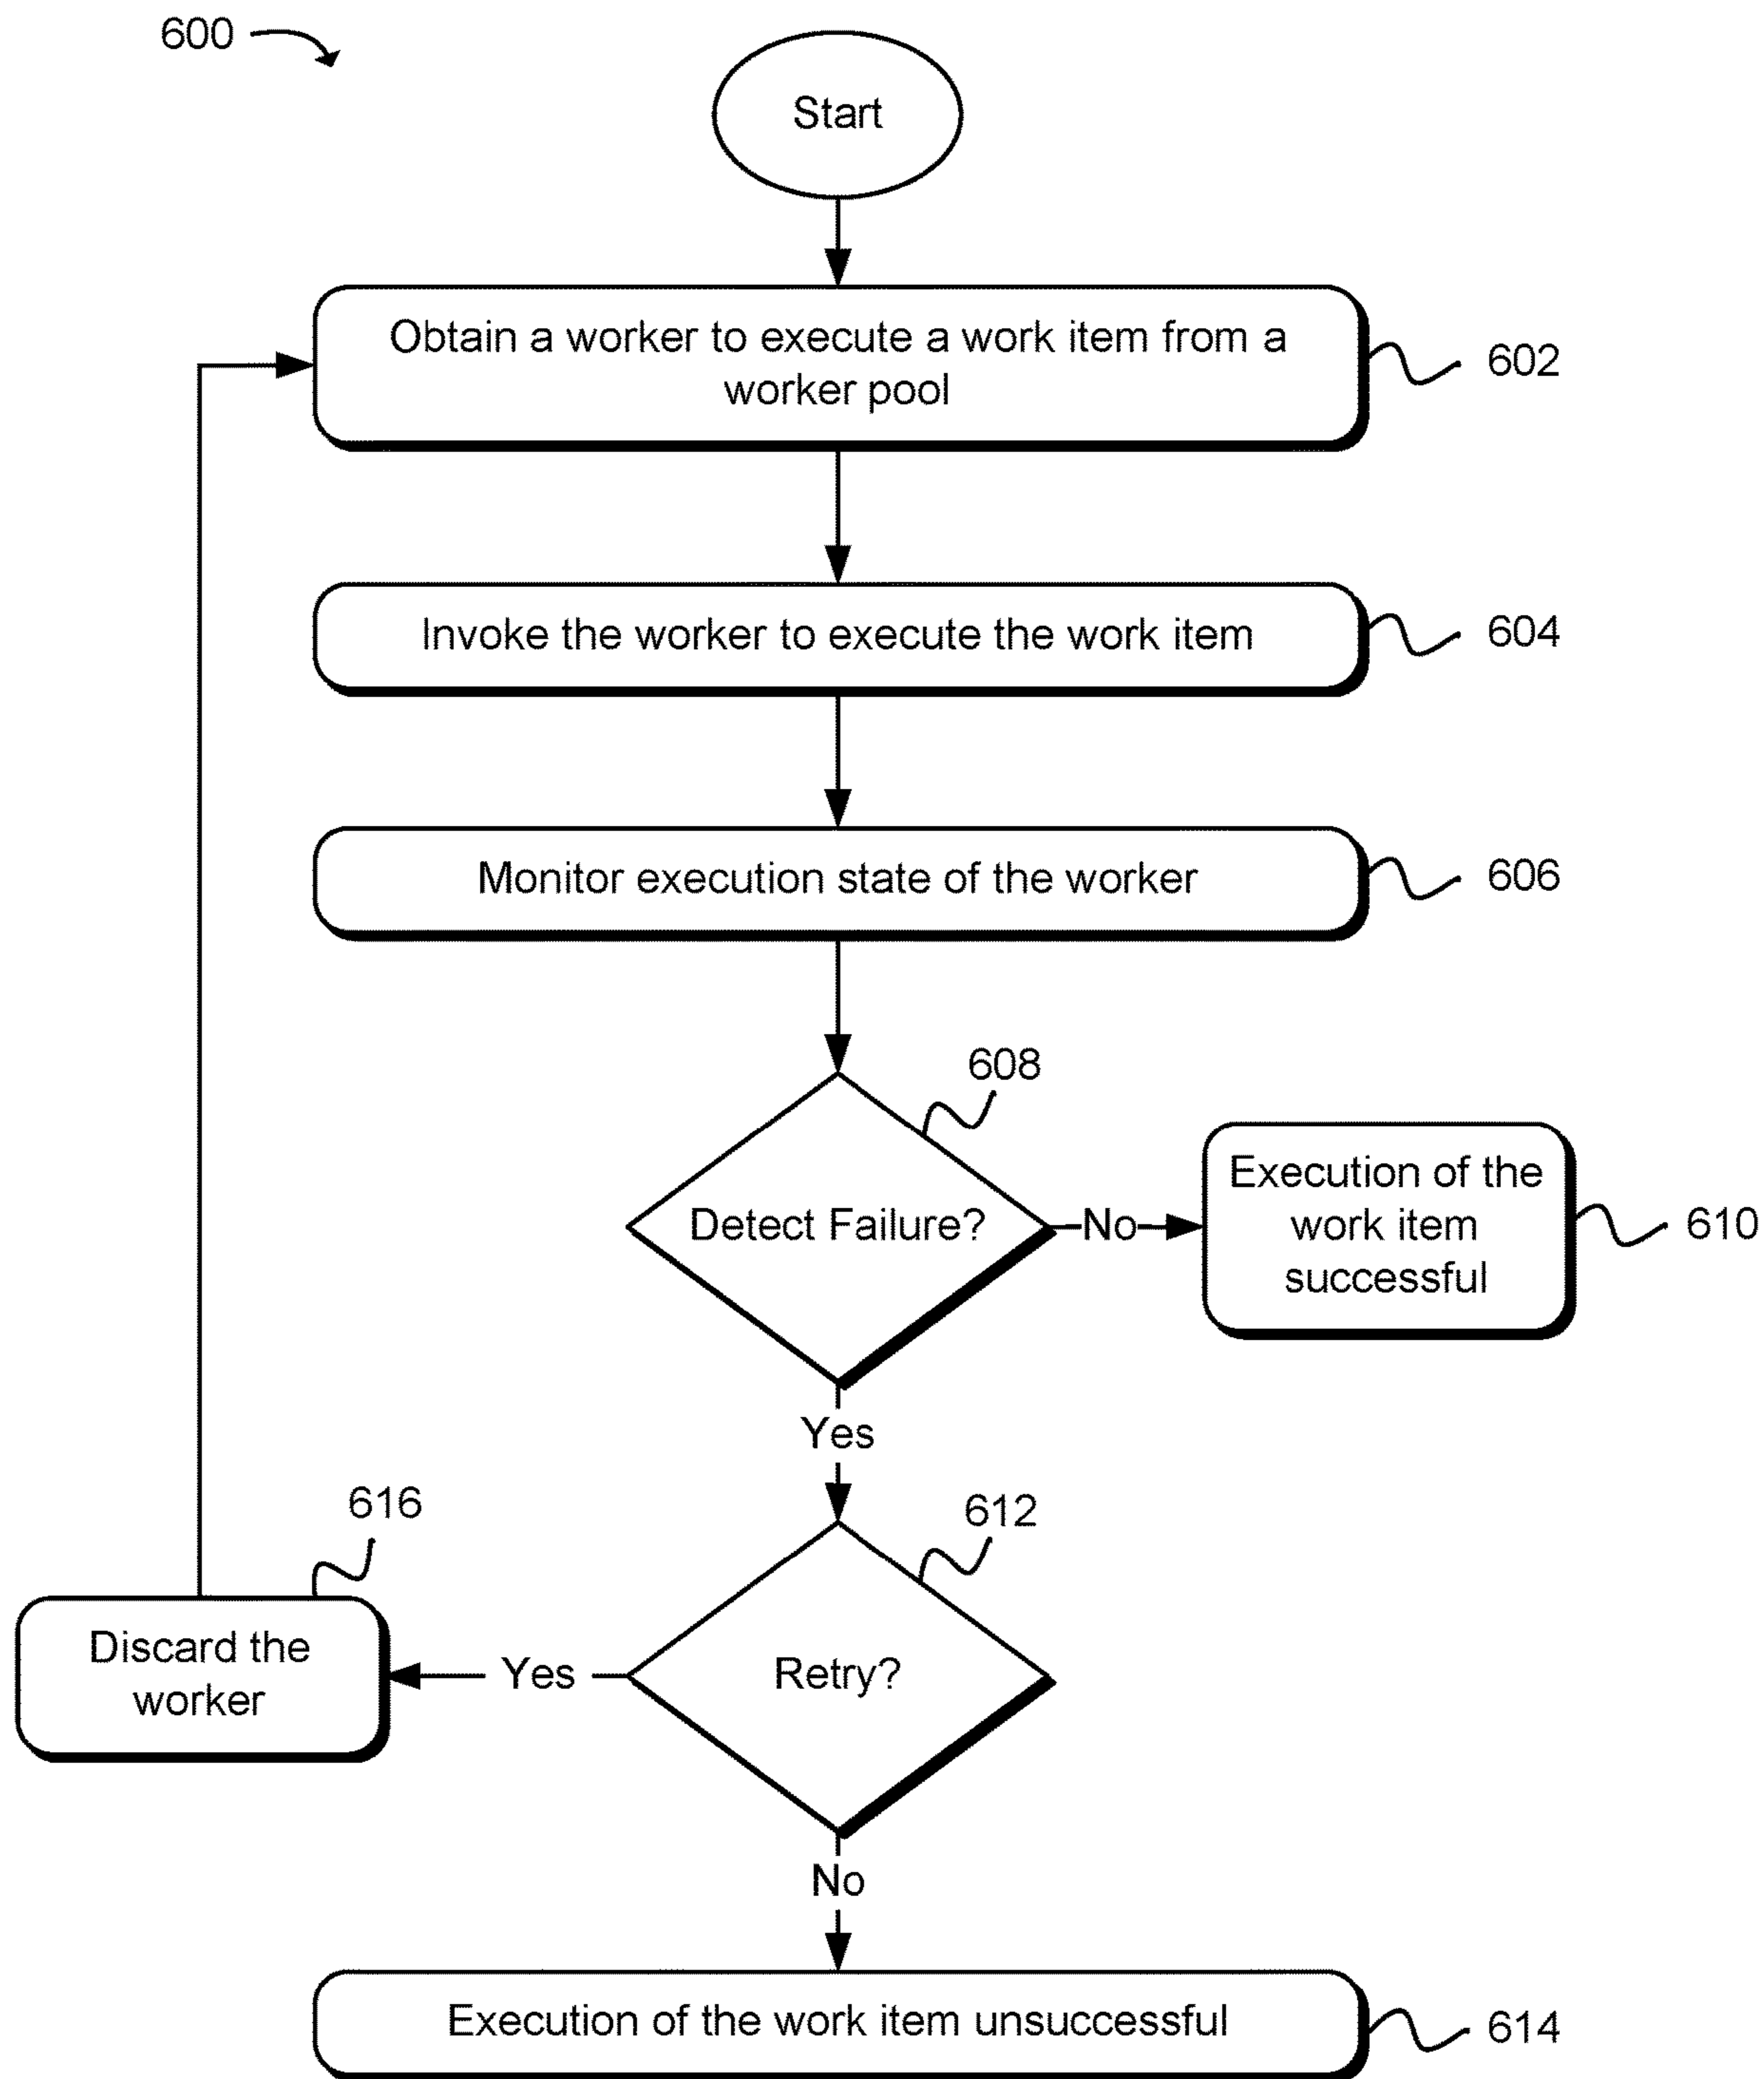 600
Start
Obtain a worker to execute a work item from a
worker pool
602
Invoke the worker to execute the work item
604
Monitor execution state of the worker
606
608
Detect Failure?
No
Execution of the
work item
successful
610
Yes
616
612
Discard the
worker
Yes
Retry?
No
Execution of the work item unsuccessful
614